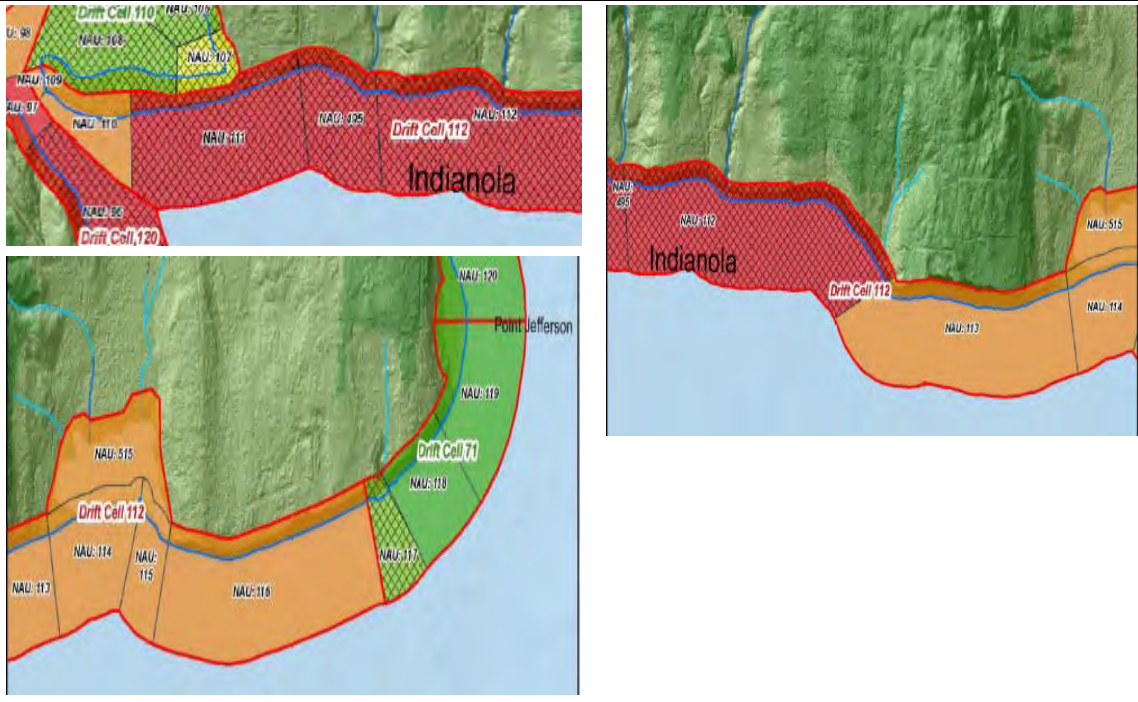 Drift Cell 110
NAU: 108
NAU: 107
NAU: 109
NAU: 110
NAU: 111
NAU: 495
NAU: 112
Drift Cell 112
Indianola
NAU: 96
Drift Cell 120
NAU:
495
NAU: 112
Indianola
Drift Cell 112
NAU: 113
NAU: 114
NAU: 515
NAU: 120
Point Jefferson
NAU: 119
Drift Cell 71
NAU: 118
NAU: 117
NAU: 515
Drift Cell 112
NAU: 114
NAU:
115
NAU: 113
NAU: 116